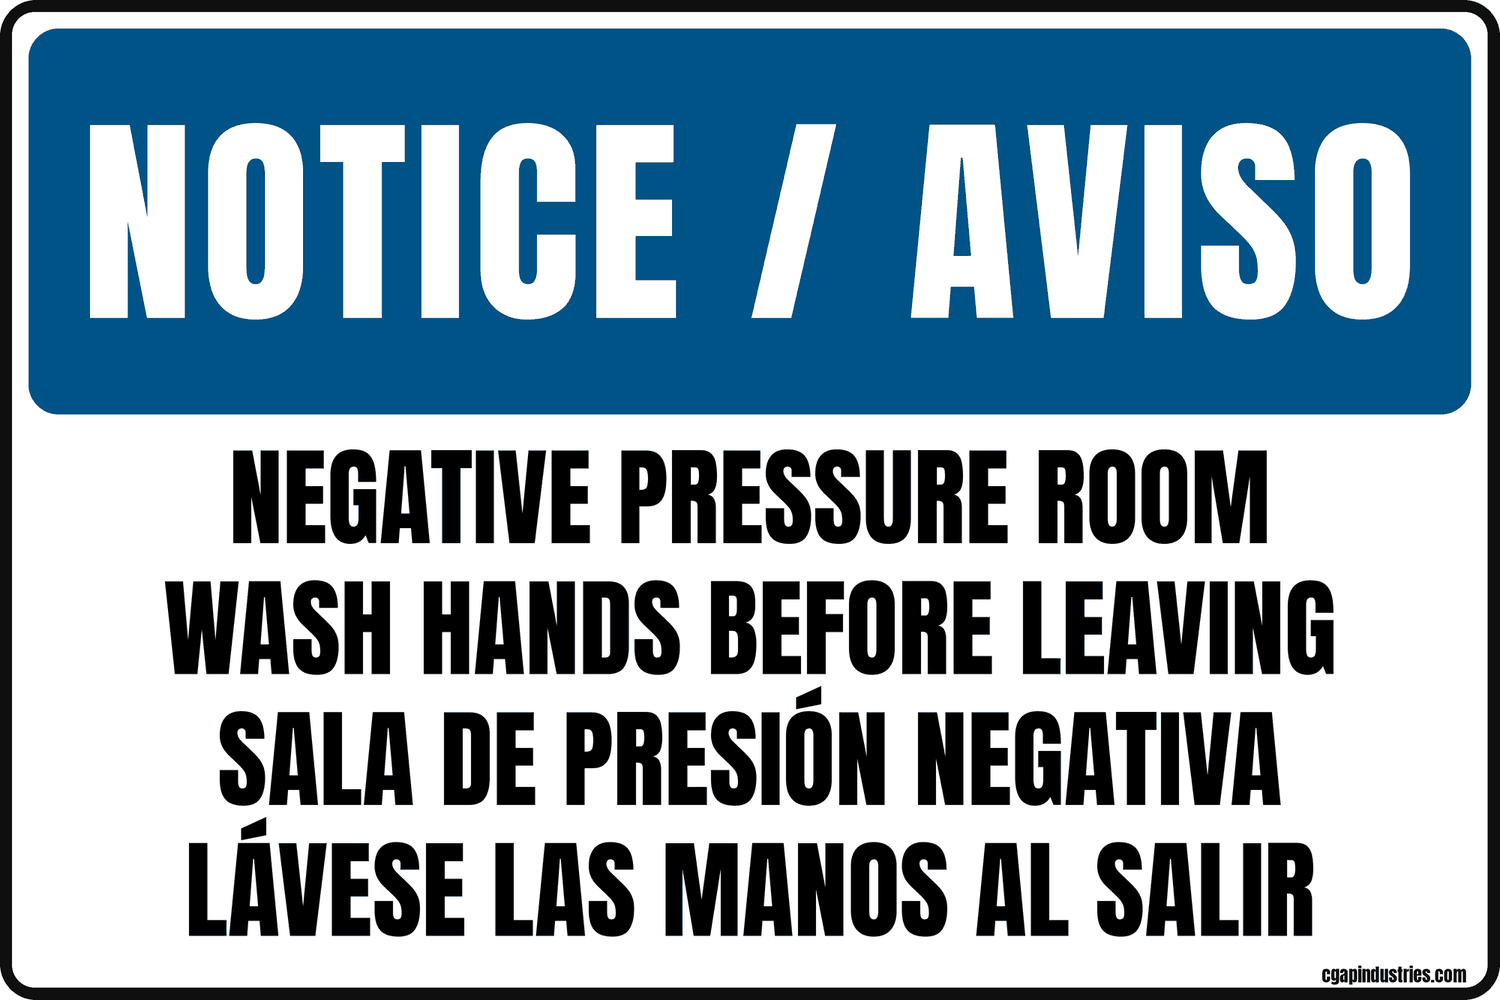 NOTICE / AVISO
NEGATIVE PRESSURE ROOM
WASH HANDS BEFORE LEAVING
SALA DE PRESIÓN NEGATIVA
LÁVESE LAS MANOS AL SALIR
cgapindustries.com